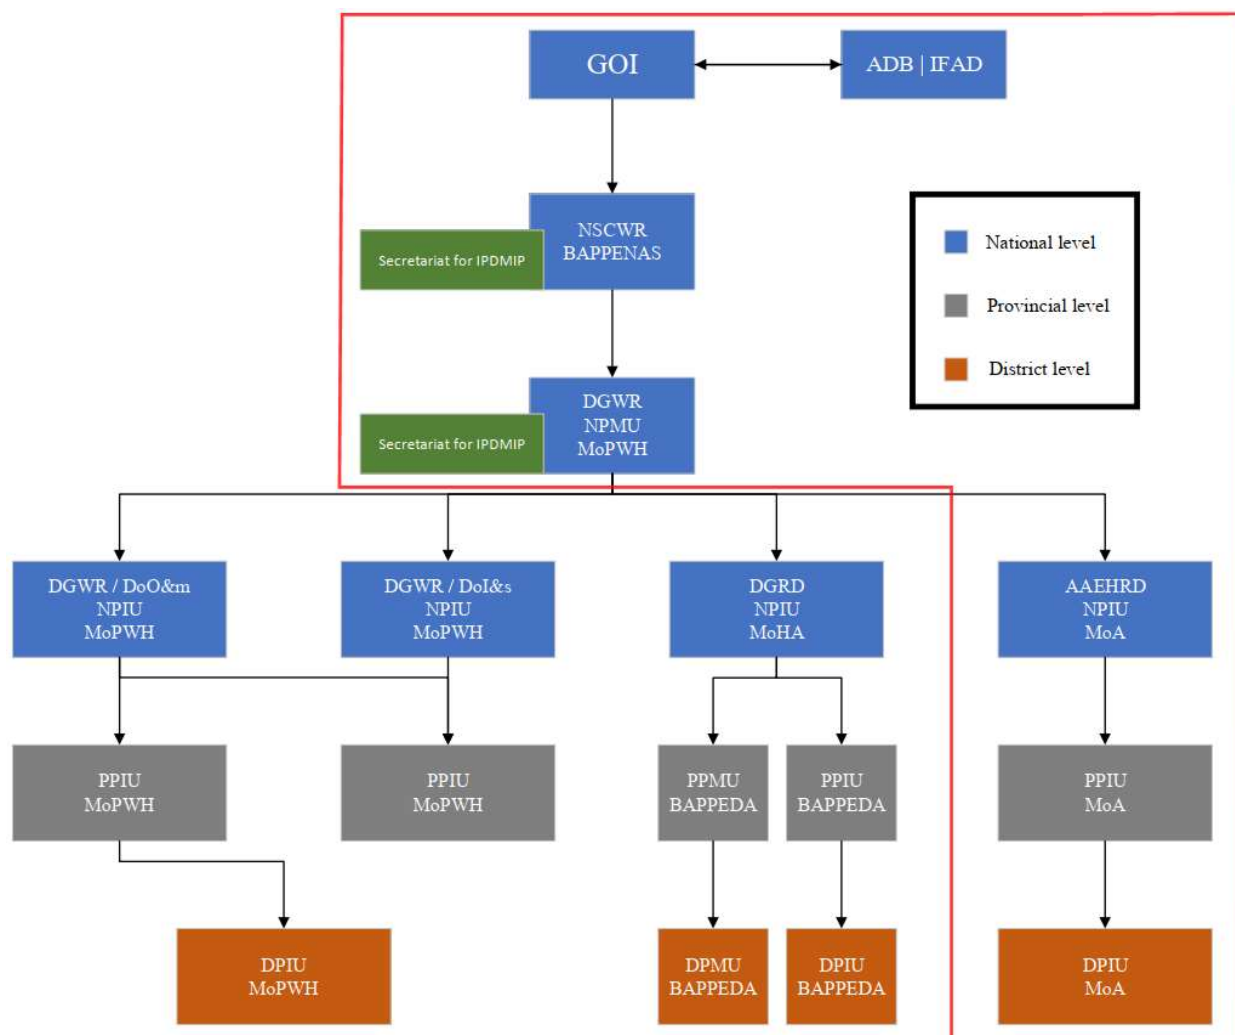 GOI
ADB | IFAD
NSCWR
BAPPENAS
Secretariat for IPDMIP
National level
Provincial level
District level
DGWR
NPMU
MoPWH
Secretariat for IPDMIP
DGWR / DoO&m
NPIU
MoPWH
DGWR / DoI&s
NPIU
MoPWH
DGRD
NPIU
MoHA
AAEHRD
NPIU
MoA
PPIU
MoPWH
PPIU
MoPWH
PPMU
BAPPEDA
PPIU
BAPPEDA
PPIU
MoA
DPIU
MoPWH
DPMU
BAPPEDA
DPIU
BAPPEDA
DPIU
MoA